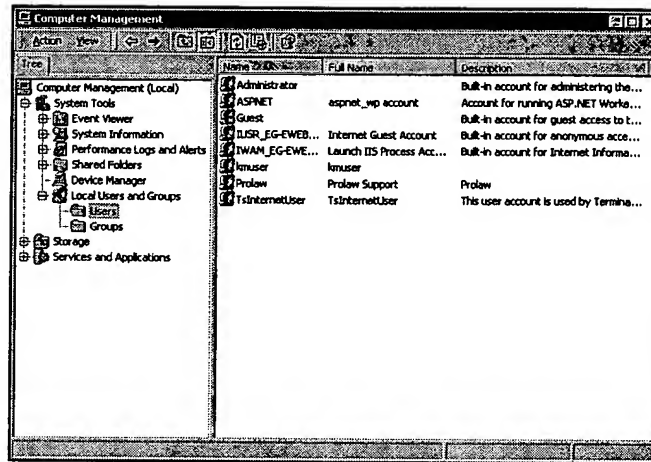 Computer Management
Action View
Tree
Computer Management (Local)
System Tools
Event Viewer
System Information
Performance Logs and Alerts
Shared Folders
Device Manager
Local Users and Groups
Users
Groups
Storage
Services and Applications
Name Full Name Description
Administrator Built-in account for administering the...
ASPNET aspnet_wp account Account for running ASP.NET Worke...
Guest Built-in account for guest access to t...
IUSR_EG-EWEB... Internet Guest Account Built-in account for anonymous acce...
IWAM_EG-EWE... Launch IIS Process Acc... Built-in account for Internet Informa...
kmuser kmuser
Prolaw Prolaw Support Prolaw
TsInternetUser TsInternetUser This user account is used by Termina...